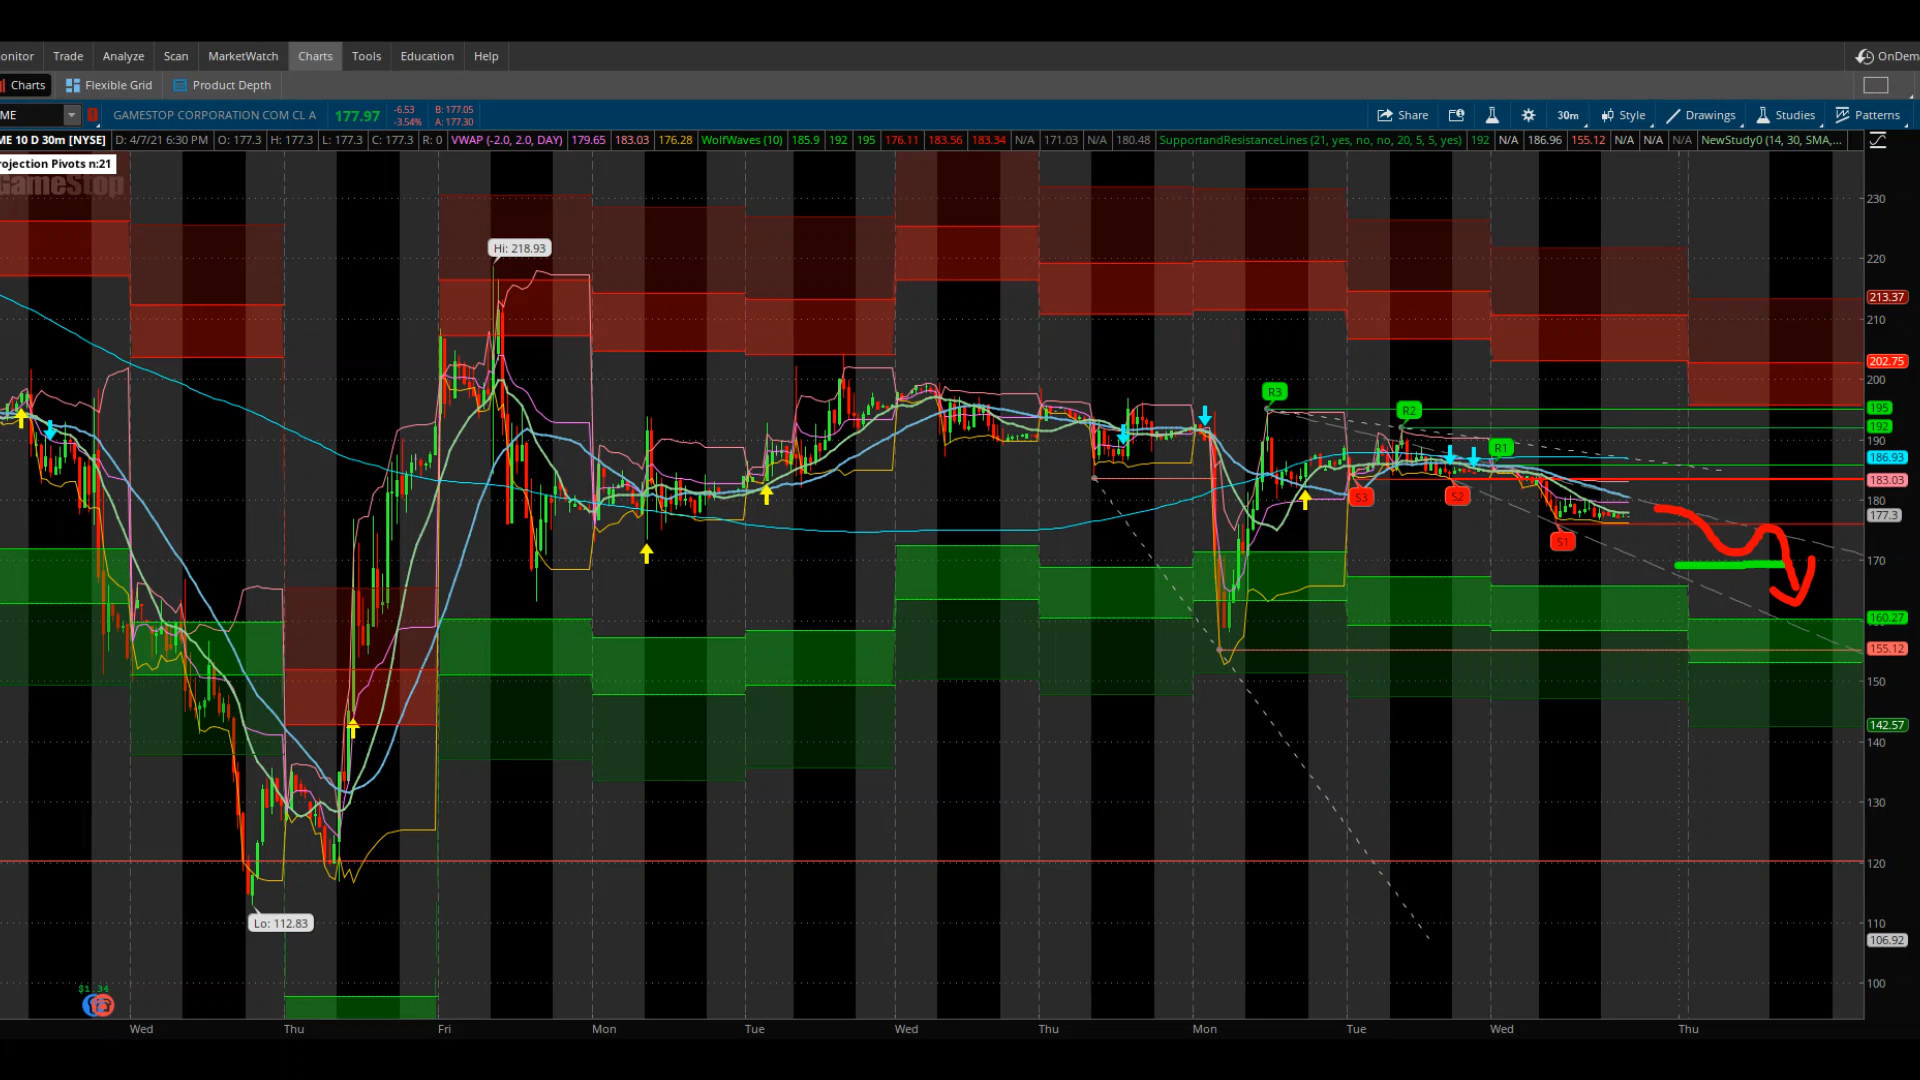 onitor Trade Analyze Scan MarketWatch Charts Tools Education Help OnDem
Charts Flexible Grid Product Depth
ME GAMESTOP CORPORATION COM CL A 177.97 -6.53 B: 177.05
-3.54% A: 177.30
Share 30m Style Drawings Studies Patterns
ME 10 D 30m [NYSE] D: 4/7/21 6:30 PM O: 177.3 H: 177.3 L: 177.3 C: 177.3 R: 0 VWAP (-2.0, 2.0, DAY) 179.65 183.03 176.28 WolfWaves (10) 185.9 192 195 176.11 183.56 183.34 N/A 171.03 N/A 180.48 SupportandResistanceLines (21, yes, no, no, 20, 5, 5, yes) 192 N/A 186.96 155.12 N/A N/A N/A NewStudy0 (14, 30, SMA,...
rojection Pivots n:21
GameStop
230
Hi: 218.93
220
213.37
210
202.75
200
R3
195
R2
192
190
R1
186.93
183.03
S3
S2
180
177.3
S1
170
160.27
155.12
150
142.57
140
130
120
Lo: 112.83
110
106.92
100
$1.34
Wed Thu Fri Mon Tue Wed Thu Mon Tue Wed Thu